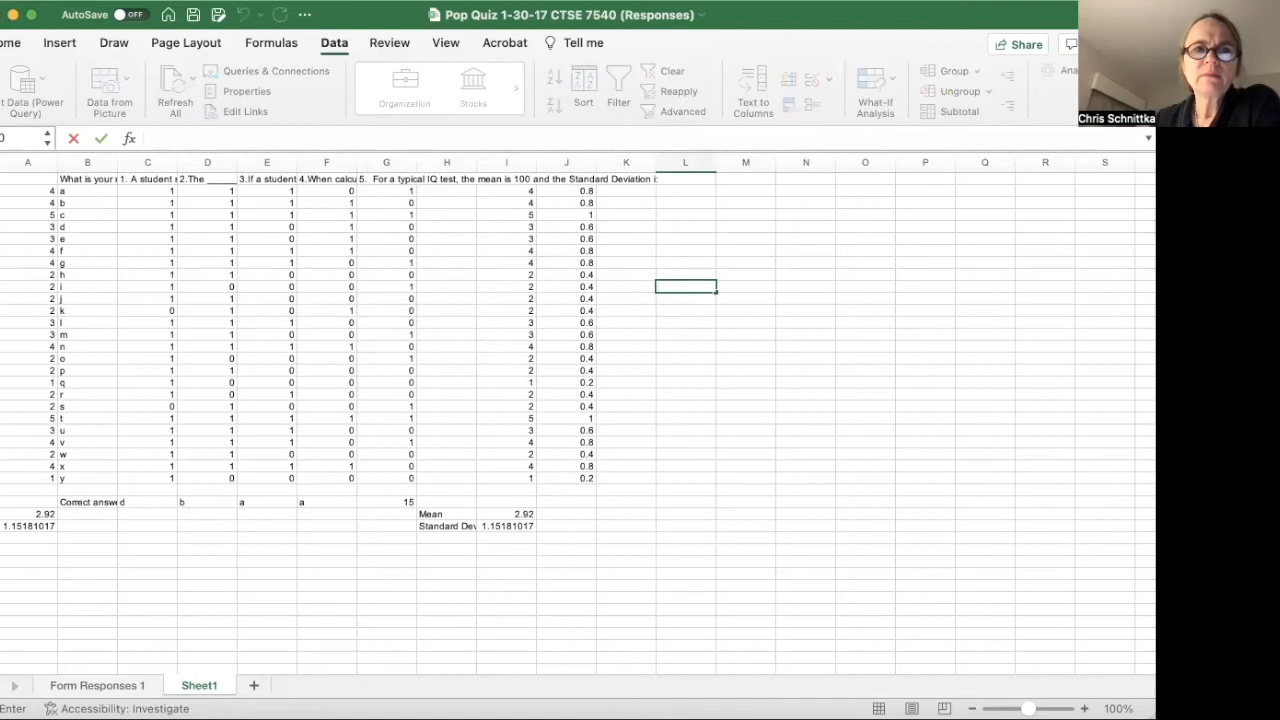 AutoSave OFF Pop Quiz 1-30-17 CTSE 7540 (Responses)
ome Insert Draw Page Layout Formulas Data Review View Acrobat Tell me Share
Queries & Connections Clear Group Ana
Properties Reapply Ungroup
Edit Links Advanced Subtotal
t Data (Power Query) Data from Picture Refresh All Organization Stocks Sort Filter Text to Columns What-If Analysis
Chris Schnittka
fx
A B C D E F G H I J K L M N O P Q R S
What is your 1. A student 2.The ______ 3.If a student 4.When calcu 5. For a typical IQ test, the mean is 100 and the Standard Deviation i:
4 a 1 1 1 0 1 4 0.8
4 b 1 1 1 1 0 4 0.8
5 c 1 1 1 1 1 5 1
3 d 1 1 0 1 0 3 0.6
3 e 1 1 0 1 0 3 0.6
4 f 1 1 1 1 0 4 0.8
4 g 1 1 1 0 1 4 0.8
2 h 1 1 0 0 0 2 0.4
2 i 1 0 0 0 1 2 0.4
2 j 1 1 0 0 0 2 0.4
2 k 0 1 0 1 0 2 0.4
3 l 1 1 1 0 0 3 0.6
3 m 1 1 0 0 1 3 0.6
4 n 1 1 1 1 0 4 0.8
2 o 1 0 0 0 1 2 0.4
2 p 1 1 0 0 0 2 0.4
1 q 1 0 0 0 0 1 0.2
2 r 1 0 1 0 0 2 0.4
2 s 0 1 0 0 1 2 0.4
5 t 1 1 1 1 1 5 1
3 u 1 1 1 0 0 3 0.6
4 v 1 1 1 0 1 4 0.8
2 w 1 1 0 0 0 2 0.4
4 x 1 1 1 1 0 4 0.8
1 y 1 0 0 0 0 1 0.2
Correct answe d b a a 15
2.92 Mean 2.92
1.15181017 Standard Dev 1.15181017
Form Responses 1 Sheet1 +
Enter Accessibility: Investigate 100%